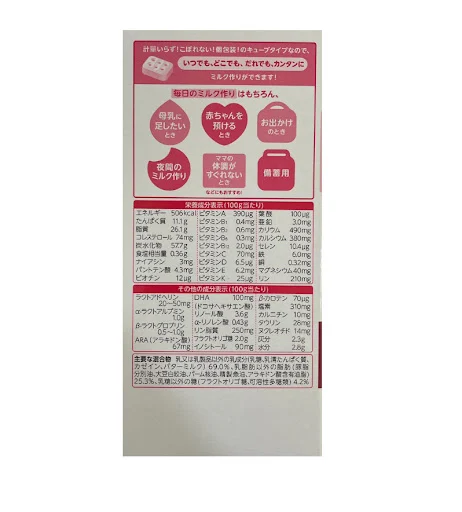 計量いらず!こぼれない!個包装!のキューブタイプなので、
いつでも、どこでも、だれでも、カンタンに
ミルク作りができます!
毎日のミルク作りはもちろん、
母乳に
足したい
とき
赤ちゃんを
預ける
とき
お出かけ
のとき
夜間の
ミルク作り
ママの
体調が
すぐれない
とき
備蓄用
などにもおすすめ!
栄養成分表示(100g当たり)
エネルギー 506kcal
たんぱく質 11.1g
脂質 26.1g
コレステロール 74mg
炭水化物 57.7g
食塩相当量 0.36g
ナイアシン 3mg
パントテン酸 4.3mg
ビオチン 12μg
ビタミンA 390μg
ビタミンB₁ 0.4mg
ビタミンB₂ 0.6mg
ビタミンB₆ 0.3mg
ビタミンB₁₂ 2.0μg
ビタミンC 70mg
ビタミンD 6.5μg
ビタミンE 6.2mg
ビタミンK 25μg
葉酸 100μg
亜鉛 3.0mg
カリウム 490mg
カルシウム 380mg
セレン 10μg
鉄 6.0mg
銅 0.32mg
マグネシウム 40mg
リン 210mg
その他の成分表示(100g当たり)
ラクトアドヘリン
20〜50mg
α-ラクトアルブミン
1.0g
β-ラクトグロブリン
0.5〜1.0g
ARA(アラキドン酸)
67mg
DHA 100mg
(ドコサヘキサエン酸)
リノール酸 3.6g
α-リノレン酸 0.43g
リン脂質 250mg
フラクトオリゴ糖 2.0g
イノシトール 90mg
β-カロテン 70μg
塩素 310mg
カルニチン 10mg
タウリン 28mg
ヌクレオチド 14mg
灰分 2.3g
水分 2.8g
主要な混合物 乳又は乳製品以外の乳成分(乳糖、乳清たんぱく質、
カゼイン、バターミルク) 69.0%、乳脂肪以外の脂肪(豚脂
分別油、大豆白絞油、パーム核油、精製魚油、アラキドン酸含有油脂)
25.3%、乳糖以外の糖(フラクトオリゴ糖、可溶性多糖類) 4.2%